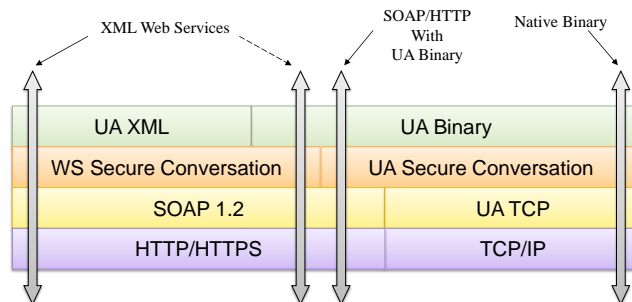 XML Web Services
SOAP/HTTP
With
UA Binary
Native Binary
UA XML
UA Binary
WS Secure Conversation
UA Secure Conversation
SOAP 1.2
UA TCP
HTTP/HTTPS
TCP/IP